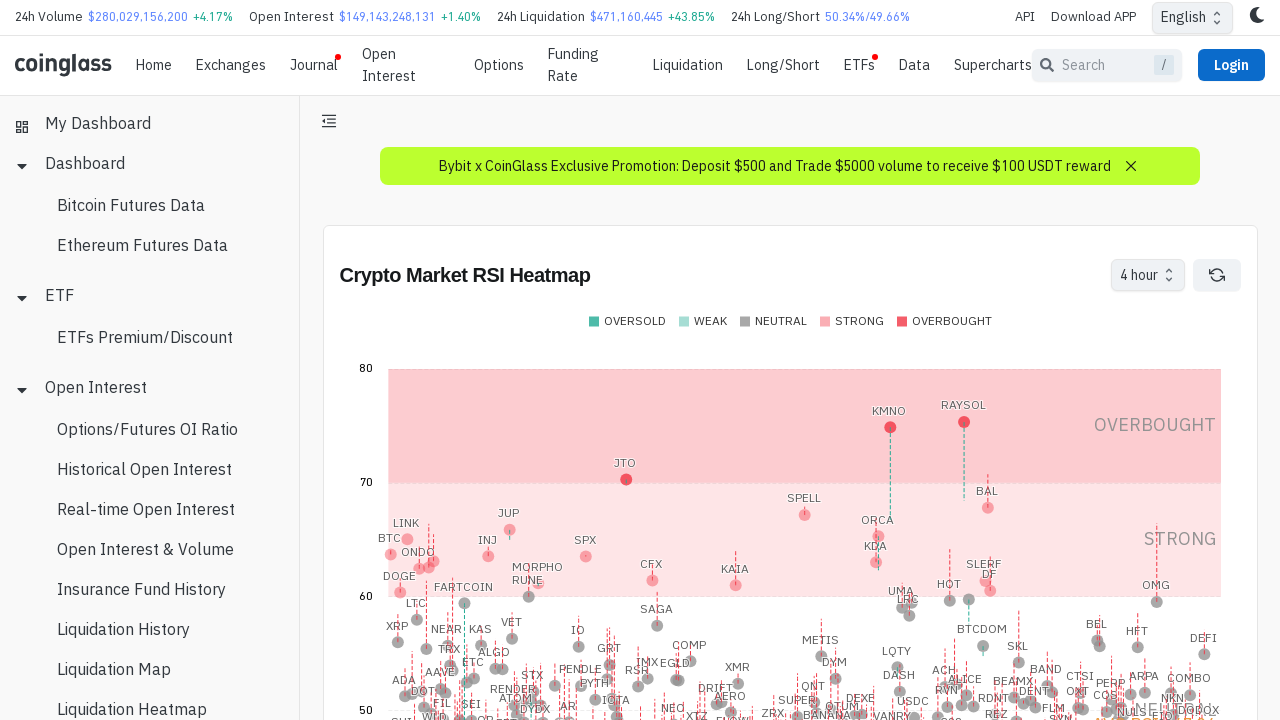 24h Volume $280,029,156,200 +4.17% Open Interest $149,143,248,131 +1.40% 24h Liquidation $471,160,445 +43.85% 24h Long/Short 50.34%/49.66% API Download APP English
coinglass Home Exchanges Journal Open Interest Options Funding Rate Liquidation Long/Short ETFs Data Supercharts Search / Login
My Dashboard
Dashboard
Bitcoin Futures Data
Ethereum Futures Data
ETF
ETFs Premium/Discount
Open Interest
Options/Futures OI Ratio
Historical Open Interest
Real-time Open Interest
Open Interest & Volume
Insurance Fund History
Liquidation History
Liquidation Map
Liquidation Heatmap
Bybit x CoinGlass Exclusive Promotion: Deposit $500 and Trade $5000 volume to receive $100 USDT reward
Crypto Market RSI Heatmap
4 hour
OVERSOLD WEAK NEUTRAL STRONG OVERBOUGHT
80
KMNO RAYSOL
OVERBOUGHT
JTO
70
BAL
SPELL
JUP
LINK ORCA
BTC INJ SPX KDA STRONG
ONDO
MORPHO CFX KAIA SLERF
DOGE RUNE DF
FARTCOIN HOT OMG
UMA
60
LTC LRC
SAGA
XRP NEAR KAS VET IO BTCDOM BEL HFT
METIS DEFI
TRX ALGO GRT COMP SKL
ETC IMX EGLD LQTY DYM
AAVE STX PENDLE RSR XMR DASH ACH BAND
ADA PYTH ALICE CTSI ARPA COMBO
DOT RENDER DRIFT QNT BEAMX PERP
FIL ATOM IOTA AERO SUPER DEXE USDC RVN RDNT DENT OXT COS NKN
SEI DYDX AR NEO OTUM FLM
50 XTZ ZRX BANANA VANRY REZ NULS